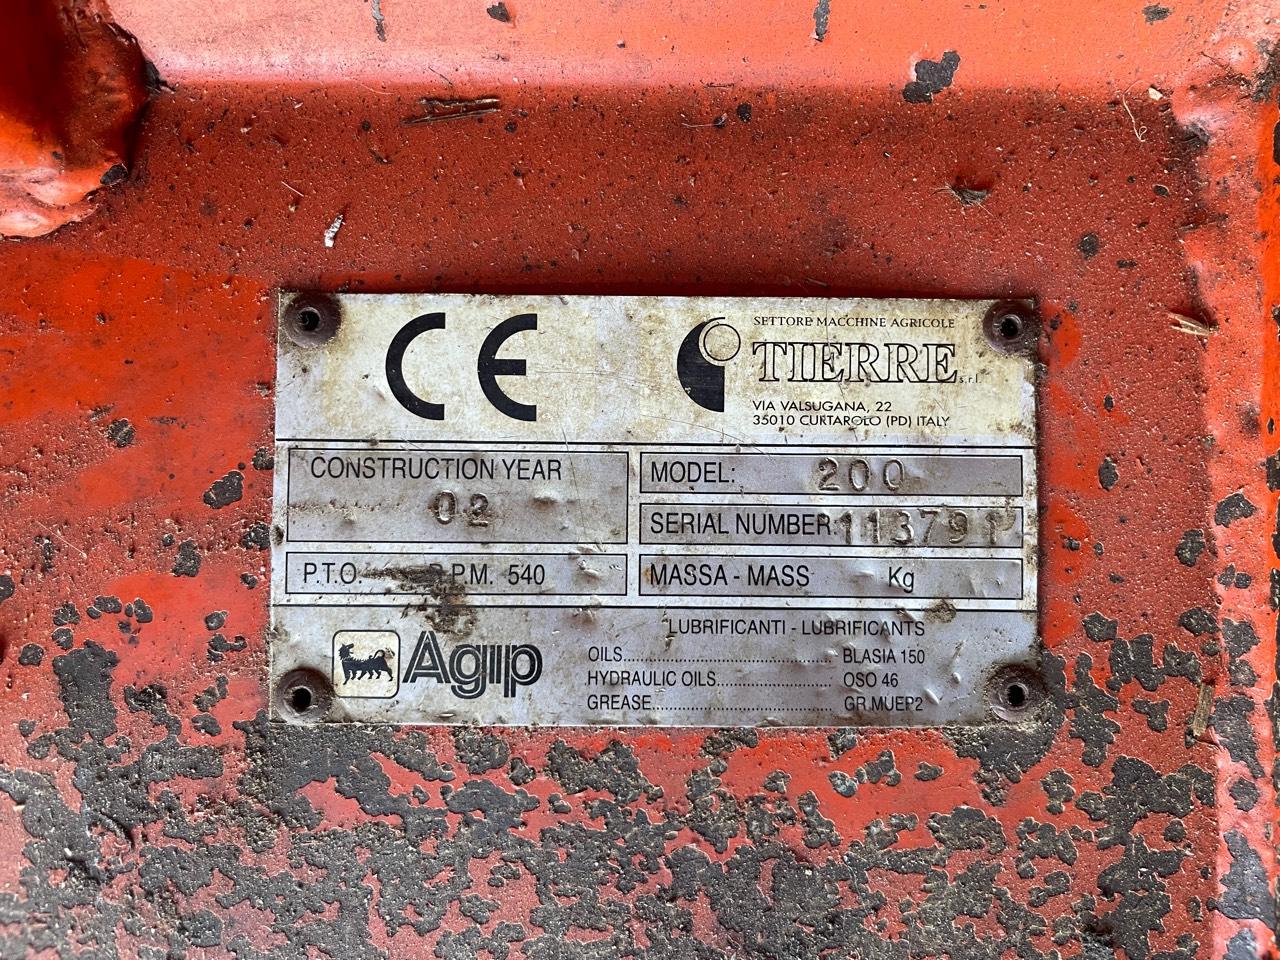 CE
SETTORE MACCHINE AGRICOLE
TIERRE s.r.l.
VIA VALSUGANA, 22
35010 CURTAROLO (PD) ITALY
CONSTRUCTION YEAR
02
MODEL: 200
SERIAL NUMBER: 113791
P.T.O. R.P.M. 540
MASSA - MASS Kg
Agip
LUBRIFICANTI - LUBRIFICANTS
OILS........................................ BLASIA 150
HYDRAULIC OILS...................... OSO 46
GREASE................................... GR MUEP2